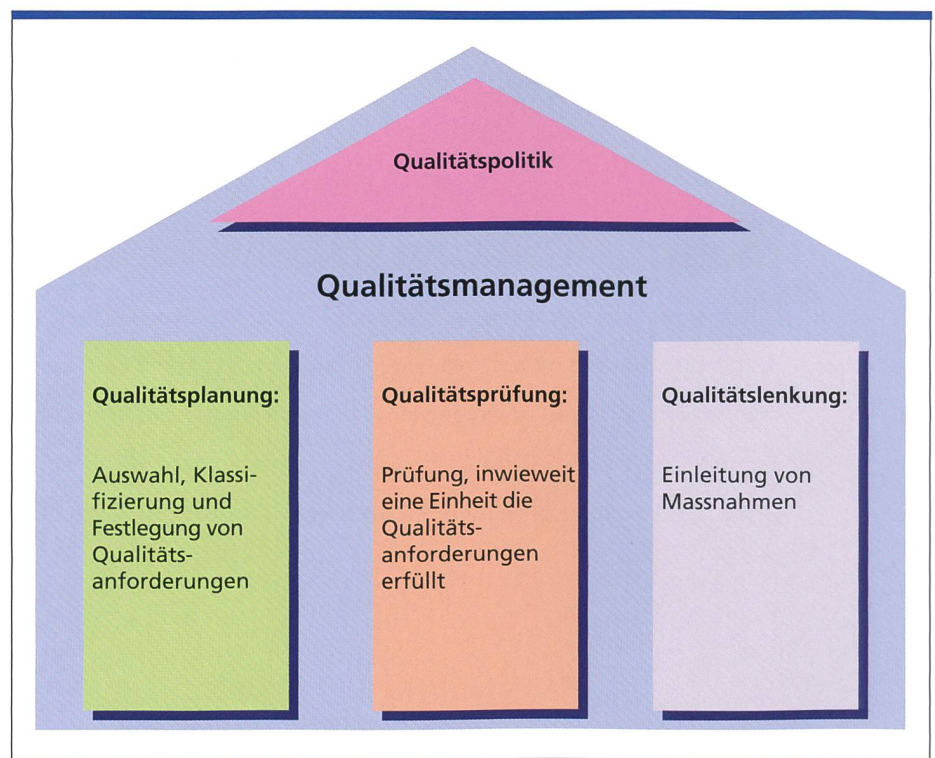 Qualitätspolitik
Qualitätsmanagement
Qualitätsplanung:
Auswahl, Klassi-
fizierung und
Festlegung von
Qualitäts-
anforderungen
Qualitätsprüfung:
Prüfung, inwieweit
eine Einheit die
Qualitäts-
anforderungen
erfüllt
Qualitätslenkung:
Einleitung von
Massnahmen